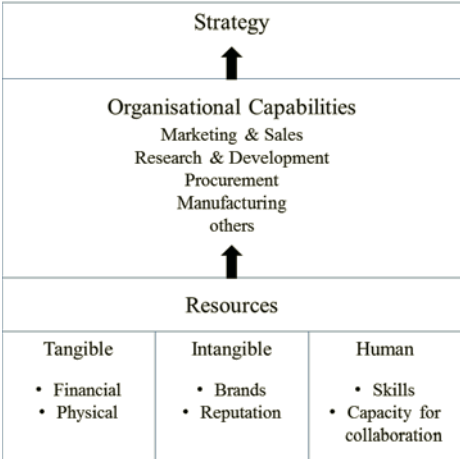 Strategy
Organisational Capabilities
Marketing & Sales
Research & Development
Procurement
Manufacturing
others
Resources
Tangible
• Financial
• Physical
Intangible
• Brands
• Reputation
Human
• Skills
• Capacity for
collaboration